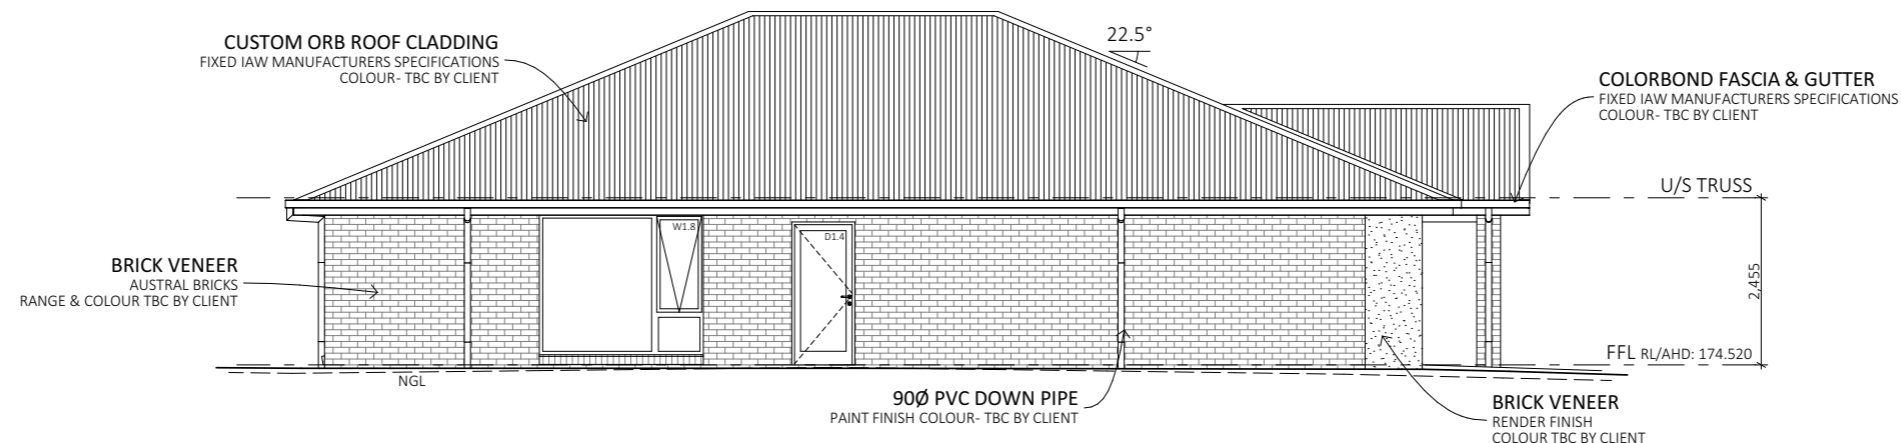 CUSTOM ORB ROOF CLADDING
FIXED IAW MANUFACTURERS SPECIFICATIONS
COLOUR- TBC BY CLIENT
22.5°
COLORBOND FASCIA & GUTTER
FIXED IAW MANUFACTURERS SPECIFICATIONS
COLOUR- TBC BY CLIENT
U/S TRUSS
W1.8
D1.4
BRICK VENEER
AUSTRAL BRICKS
RANGE & COLOUR TBC BY CLIENT
2,455
FFL RL/AHD: 174.520
NGL
90Ø PVC DOWN PIPE
PAINT FINISH COLOUR- TBC BY CLIENT
BRICK VENEER
RENDER FINISH
COLOUR TBC BY CLIENT